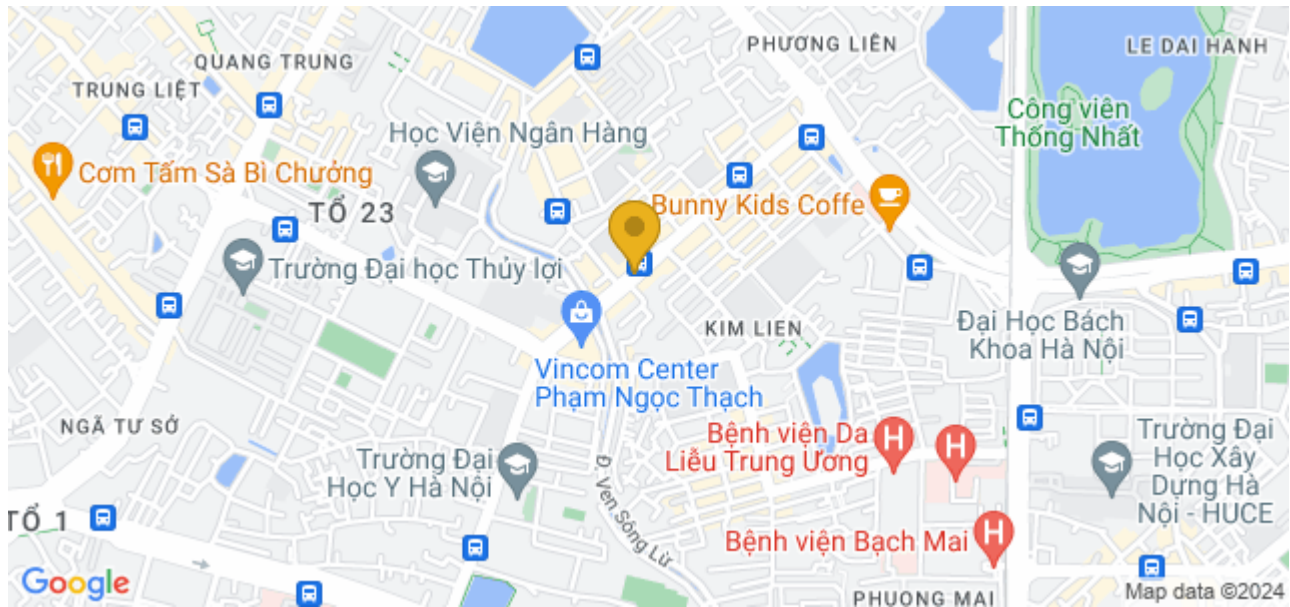 PHƯƠNG LIÊN
LE DAI HANH
QUANG TRUNG
TRUNG LIỆT
Công viên
Thống Nhất
Học Viện Ngân Hàng
Cơm Tấm Sà Bì Chưởng
Bunny Kids Coffe
TỔ 23
Trường Đại học Thủy lợi
KIM LIEN
Đại Học Bách
Khoa Hà Nội
Vincom Center
Phạm Ngọc Thạch
NGÃ TƯ SỞ
Bệnh viện Da
Liễu Trung Ương
Trường Đại
Học Xây
Dựng Hà
Nội - HUCE
Trường Đại
Học Y Hà Nội
Đ. Ven Sông Lừ
TỔ 1
Bệnh viện Bạch Mai
Google
PHUONG MAI
Map data ©2024